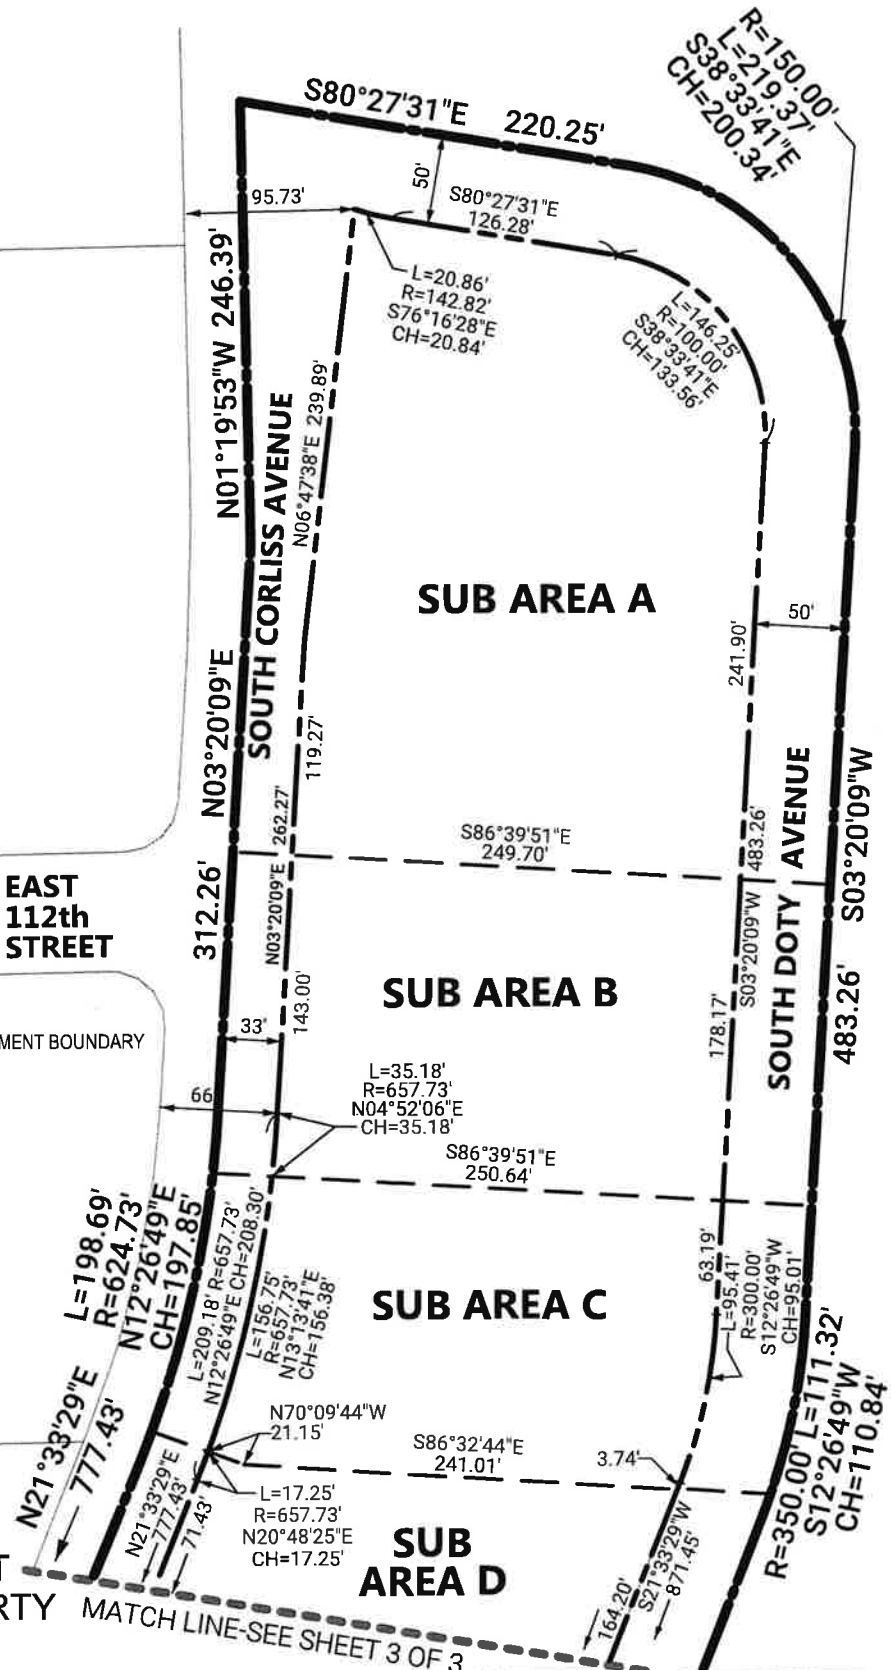 R=150.00'
L=219.37'
S38°33'41"E
CH=200.34'
S80°27'31"E 220.25'
50'
95.73'
S80°27'31"E
126.28'
L=20.86'
R=142.82'
S76°16'28"E
CH=20.84'
L=146.25'
R=100.00'
S38°33'41"E
CH=133.56'
N01°19'53"W 246.39'
SOUTH CORLISS AVENUE
N06°47'38"E 239.89'
SUB AREA A
50'
241.90'
119.27'
N03°20'09"E
312.26'
262.27'
N03°20'09"E
S86°39'51"E
249.70'
483.26'
S03°20'09"W
SOUTH DOTY AVENUE
S03°20'09"W
483.26'
EAST
112th
STREET
SUB AREA B
143.00'
178.17'
33'
MENT BOUNDARY
66
L=35.18'
R=657.73'
N04°52'06"E
CH=35.18'
S86°39'51"E
250.64'
L=198.69'
R=624.73'
N12°26'49"E
CH=197.85'
L=209.18' R=657.73'
N12°26'49"E CH=208.30'
L=156.75'
R=657.73'
N13°13'41"E
CH=156.38'
SUB AREA C
63.19'
L=95.41'
R=300.00'
S12°26'49"W
CH=95.01'
R=350.00' L=111.32'
S12°26'49"W
CH=110.84'
N21°33'29"E
777.43'
N70°09'44"W
21.15'
S86°32'44"E
241.01'
3.74'
N21°33'29"E
777.43'
71.43'
L=17.25'
R=657.73'
N20°48'25"E
CH=17.25'
SUB
AREA D
164.20'
S21°33'29"W
871.45'
T
RTY
MATCH LINE-SEE SHEET 3 OF 3